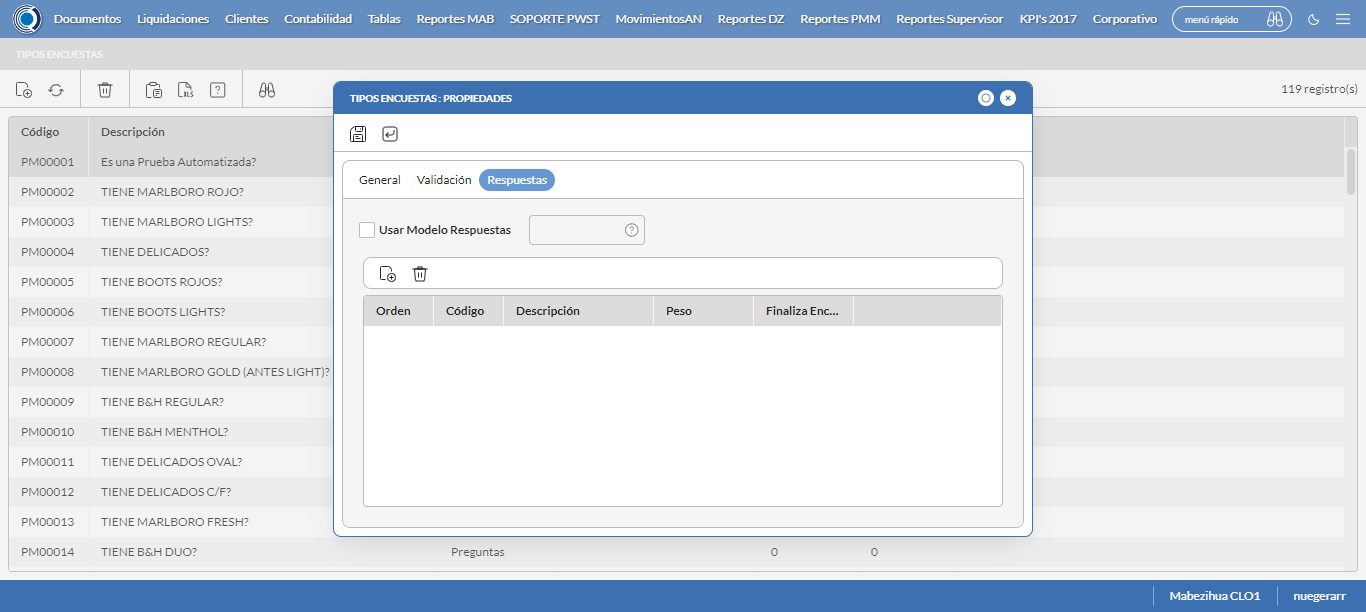 Documentos Liquidaciones Clientes Contabilidad Tablas Reportes MAB SOPORTE PWST MovimientosAN Reportes DZ Reportes PMM Reportes Supervisor KPI's 2017 Corporativo menú rápido
TIPOS ENCUESTAS
XLS ? 119 registro(s)
TIPOS ENCUESTAS : PROPIEDADES
General Validación Respuestas
Usar Modelo Respuestas ?
Orden Código Descripción Peso Finaliza Enc...
Código Descripción
PM00001 Es una Prueba Automatizada?
PM00002 TIENE MARLBORO ROJO?
PM00003 TIENE MARLBORO LIGHTS?
PM00004 TIENE DELICADOS?
PM00005 TIENE BOOTS ROJOS?
PM00006 TIENE BOOTS LIGHTS?
PM00007 TIENE MARLBORO REGULAR?
PM00008 TIENE MARLBORO GOLD (ANTES LIGHT)?
PM00009 TIENE B&H REGULAR?
PM00010 TIENE B&H MENTHOL?
PM00011 TIENE DELICADOS OVAL?
PM00012 TIENE DELICADOS C/F?
PM00013 TIENE MARLBORO FRESH?
PM00014 TIENE B&H DUO? Preguntas 0 0
Mabezihua CLO1 nuegerarr